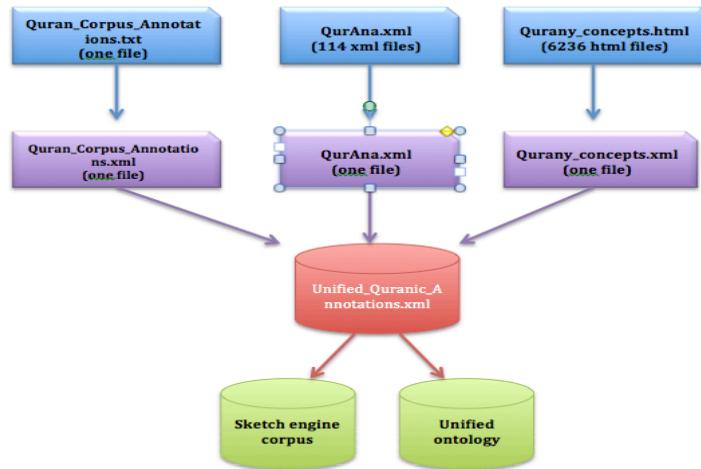 Quran_Corpus_Annotat
ions.txt
(one file)
QurAna.xml
(114 xml files)
Qurany_concepts.html
(6236 html files)
Quran_Corpus_Annotatio
ns.xml
(one file)
QurAna.xml
(one file)
Qurany_concepts.xml
(one file)
Unified_Quranic_A
nnotations.xml
Sketch engine
corpus
Unified
ontology